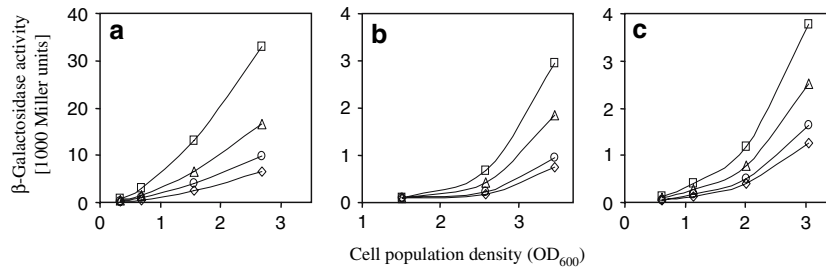 β-Galactosidase activity
[1000 Miller units]
a
40
30
20
10
0
0 1 2 3
b
4
3
2
1
0
1 2 3
c
4
3
2
1
0
0 1 2 3
Cell population density (OD600)